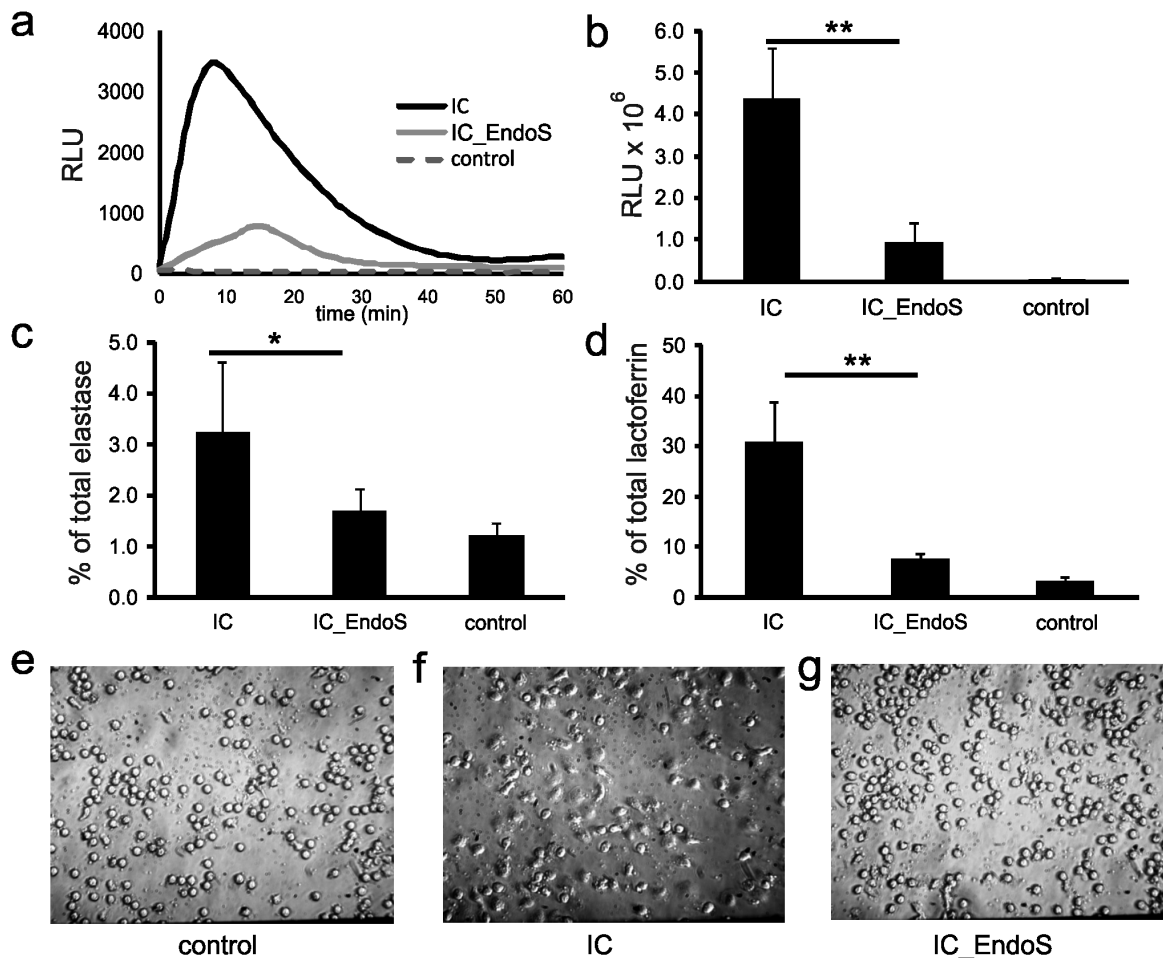 a
4000
3000
2000
1000
0
RLU
IC
IC_EndoS
control
0 10 20 30 40 50 60
time (min)
b
**
6.0
5.0
4.0
3.0
2.0
1.0
0.0
RLU x 10⁶
IC IC_EndoS control
c
*
5.0
4.0
3.0
2.0
1.0
0.0
% of total elastase
IC IC_EndoS control
d
**
50
40
30
20
10
0
% of total lactoferrin
IC IC_EndoS control
e
control
f
IC
g
IC_EndoS